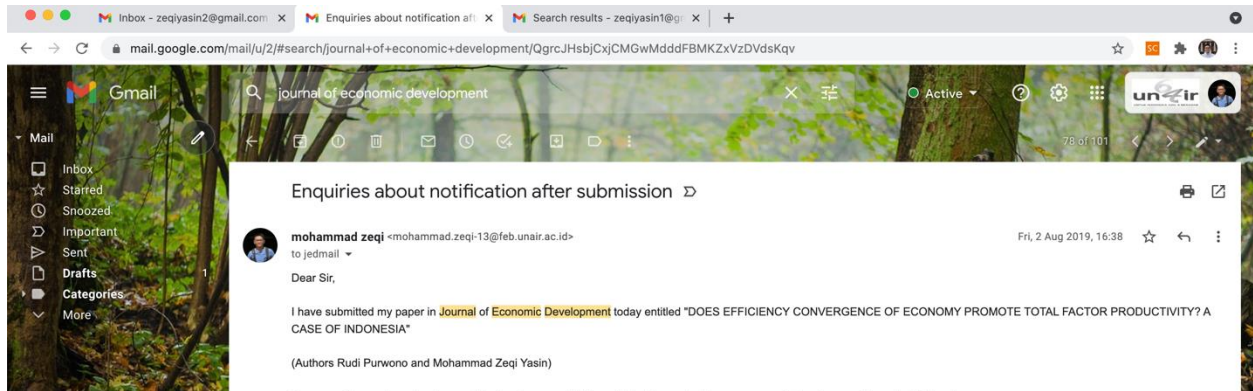 Inbox - zeqiyasin2@gmail.com
Enquiries about notification aft
Search results - zeqiyasin1@g
mail.google.com/mail/u/2/#search/journal+of+economic+development/QgrcJHsbjCxjCMGwMdddFBMKZxVzDVdsKqv
SC
Gmail
journal of economic development
Active
unair
Mail
78 of 101
Inbox
Starred
Snoozed
Important
Sent
Drafts 1
Categories
More
Enquiries about notification after submission
mohammad zeqi <mohammad.zeqi-13@feb.unair.ac.id>
Fri, 2 Aug 2019, 16:38
to jedmail
Dear Sir,
I have submitted my paper in Journal of Economic Development today entitled "DOES EFFICIENCY CONVERGENCE OF ECONOMY PROMOTE TOTAL FACTOR PRODUCTIVITY? A
CASE OF INDONESIA"
(Authors Rudi Purwono and Mohammad Zeqi Yasin)